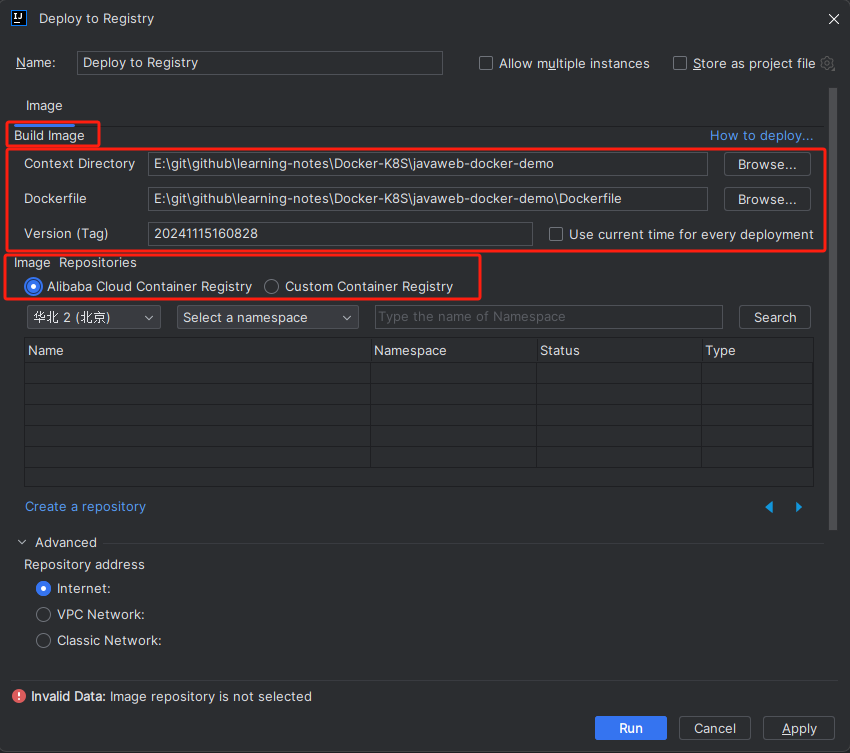 Deploy to Registry
Name: Deploy to Registry Allow multiple instances Store as project file
Image
Build Image How to deploy...
Context Directory E:\git\github\learning-notes\Docker-K8S\javaweb-docker-demo Browse...
Dockerfile E:\git\github\learning-notes\Docker-K8S\javaweb-docker-demo\Dockerfile Browse...
Version (Tag) 20241115160828 Use current time for every deployment
Image Repositories
Alibaba Cloud Container Registry Custom Container Registry
华北 2 (北京) Select a namespace Type the name of Namespace Search
Name Namespace Status Type
Create a repository
Advanced
Repository address
Internet:
VPC Network:
Classic Network:
Invalid Data: Image repository is not selected
Run Cancel Apply